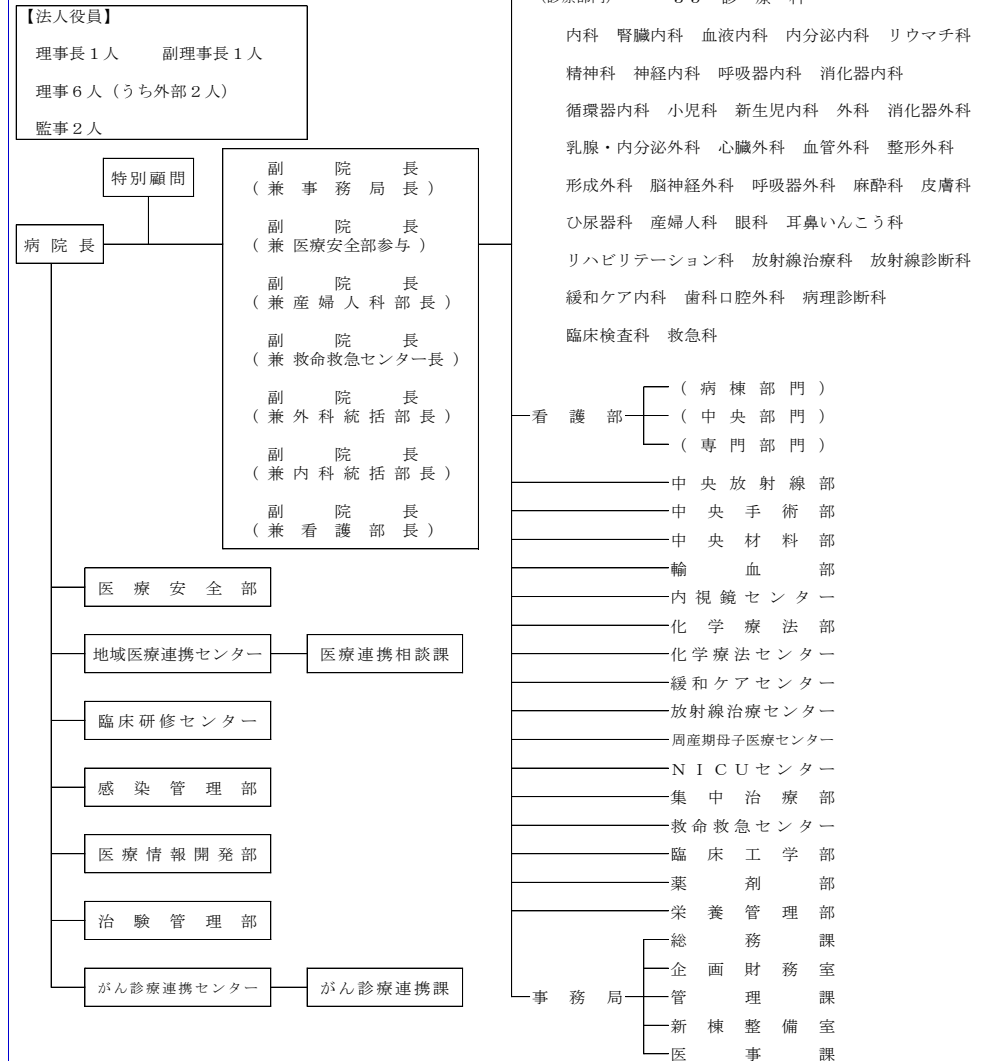 【法人役員】
理事長１人　副理事長１人
理事６人（うち外部２人）
監事２人
特別顧問
病院長
副院長
（兼事務局長）
副院長
（兼医療安全部参与）
副院長
（兼産婦人科部長）
副院長
（兼救命救急センター長）
副院長
（兼外科統括部長）
副院長
（兼内科統括部長）
副院長
（兼看護部長）
医療安全部
地域医療連携センター　医療連携相談課
臨床研修センター
感染管理部
医療情報開発部
治験管理部
がん診療連携センター　がん診療連携課
内科　腎臓内科　血液内科　内分泌内科　リウマチ科
精神科　神経内科　呼吸器内科　消化器内科
循環器内科　小児科　新生児内科　外科　消化器外科
乳腺・内分泌外科　心臓外科　血管外科　整形外科
形成外科　脳神経外科　呼吸器外科　麻酔科　皮膚科
ひ尿器科　産婦人科　眼科　耳鼻いんこう科
リハビリテーション科　放射線治療科　放射線診断科
緩和ケア内科　歯科口腔外科　病理診断科
臨床検査科　救急科
看護部
（病棟部門）
（中央部門）
（専門部門）
中央放射線部
中央手術部
中央材料部
輸血部
内視鏡センター
化学療法部
化学療法センター
緩和ケアセンター
放射線治療センター
周産期母子医療センター
ＮＩＣＵセンター
集中治療部
救命救急センター
臨床工学部
薬剤部
栄養管理部
事務局
総務課
企画財務室
管理課
新棟整備室
医事課